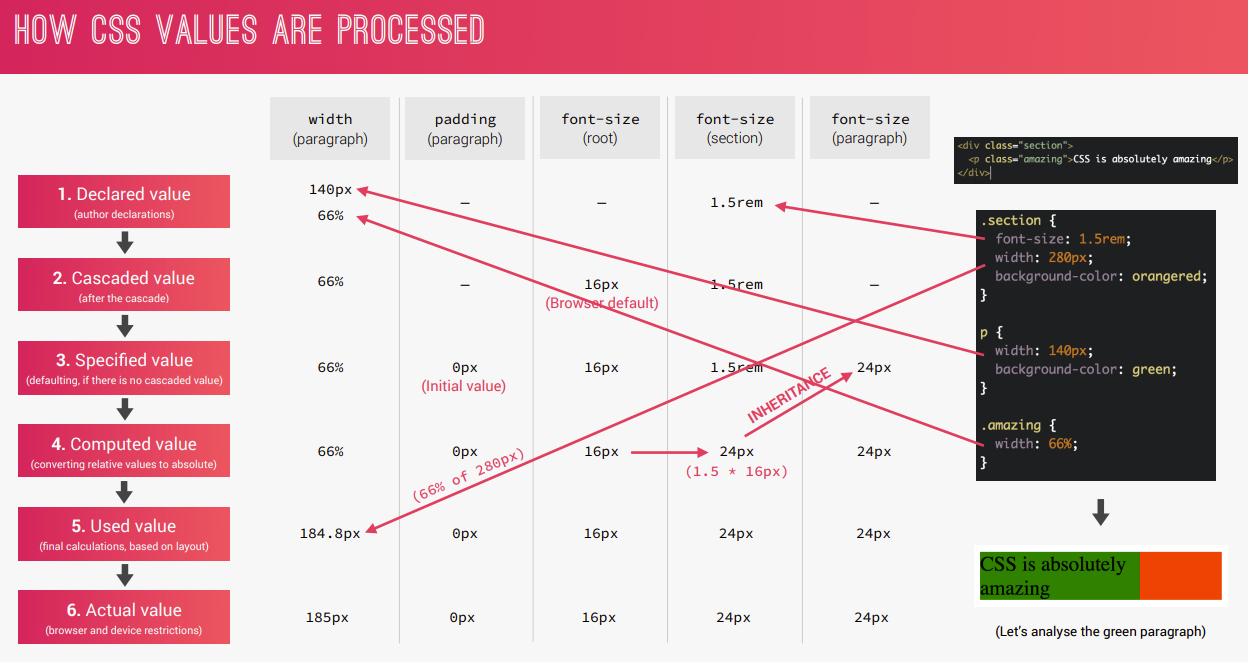 HOW CSS VALUES ARE PROCESSED
width
(paragraph)
padding
(paragraph)
font-size
(root)
font-size
(section)
font-size
(paragraph)
1. Declared value
(author declarations)
140px
66%
–
–
1.5rem
–
2. Cascaded value
(after the cascade)
66%
–
16px
(Browser default)
1.5rem
–
3. Specified value
(defaulting, if there is no cascaded value)
66%
0px
(Initial value)
16px
1.5rem
24px
INHERITANCE
4. Computed value
(converting relative values to absolute)
66%
0px
16px
24px
(1.5 * 16px)
24px
(66% of 280px)
5. Used value
(final calculations, based on layout)
184.8px
0px
16px
24px
24px
6. Actual value
(browser and device restrictions)
185px
0px
16px
24px
24px
<div class="section">
<p class="amazing">CSS is absolutely amazing</p>
</div>
.section {
font-size: 1.5rem;
width: 280px;
background-color: orangered;
}
p {
width: 140px;
background-color: green;
}
.amazing {
width: 66%;
}
CSS is absolutely
amazing
(Let's analyse the green paragraph)